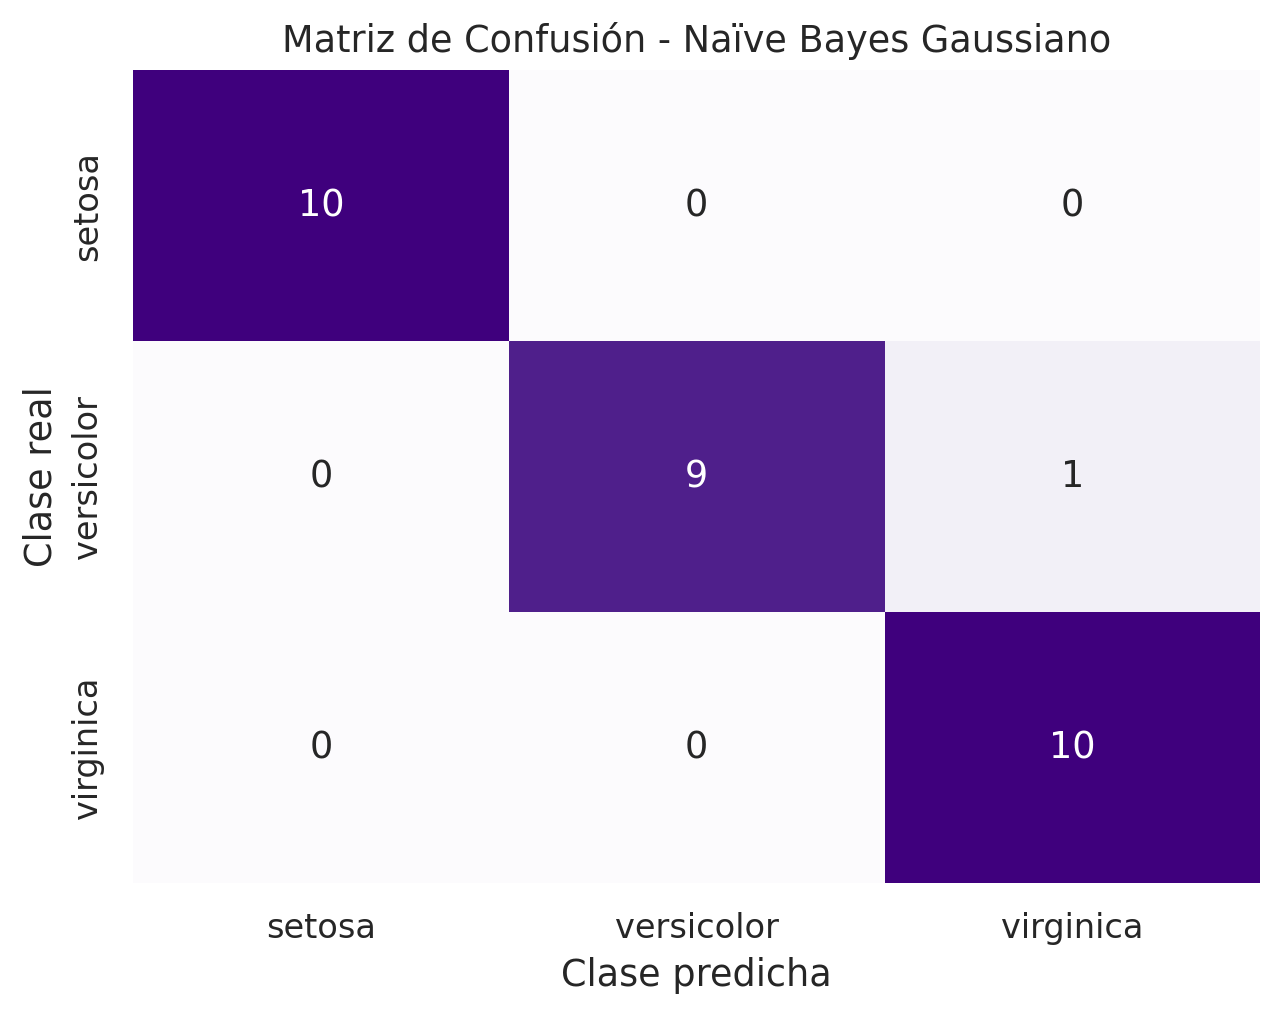 Matriz de Confusión - Naïve Bayes Gaussiano
Clase real
setosa
10 0 0
versicolor
0 9 1
virginica
0 0 10
setosa versicolor virginica
Clase predicha